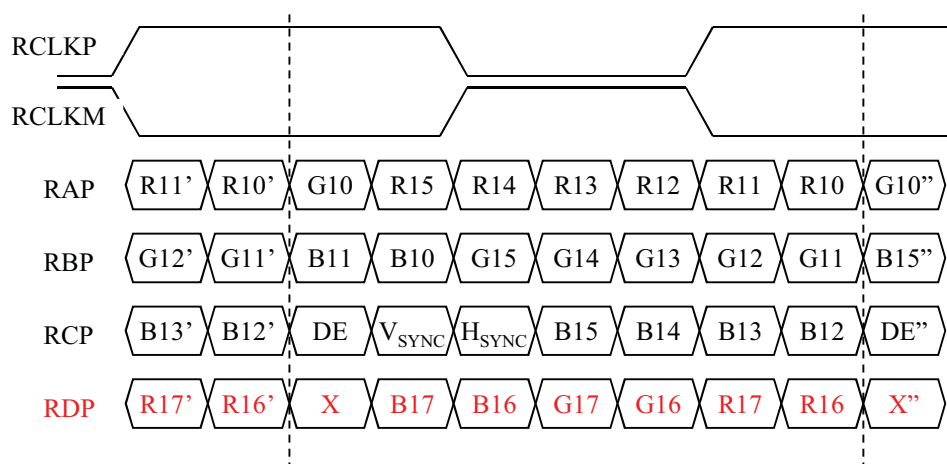 RCLKP
RCLKM
RAP R11’ R10’ G10 R15 R14 R13 R12 R11 R10 G10”
RBP G12’ G11’ B11 B10 G15 G14 G13 G12 G11 B15”
RCP B13’ B12’ DE VSYNC HSYNC B15 B14 B13 B12 DE”
RDP R17’ R16’ X B17 B16 G17 G16 R17 R16 X”